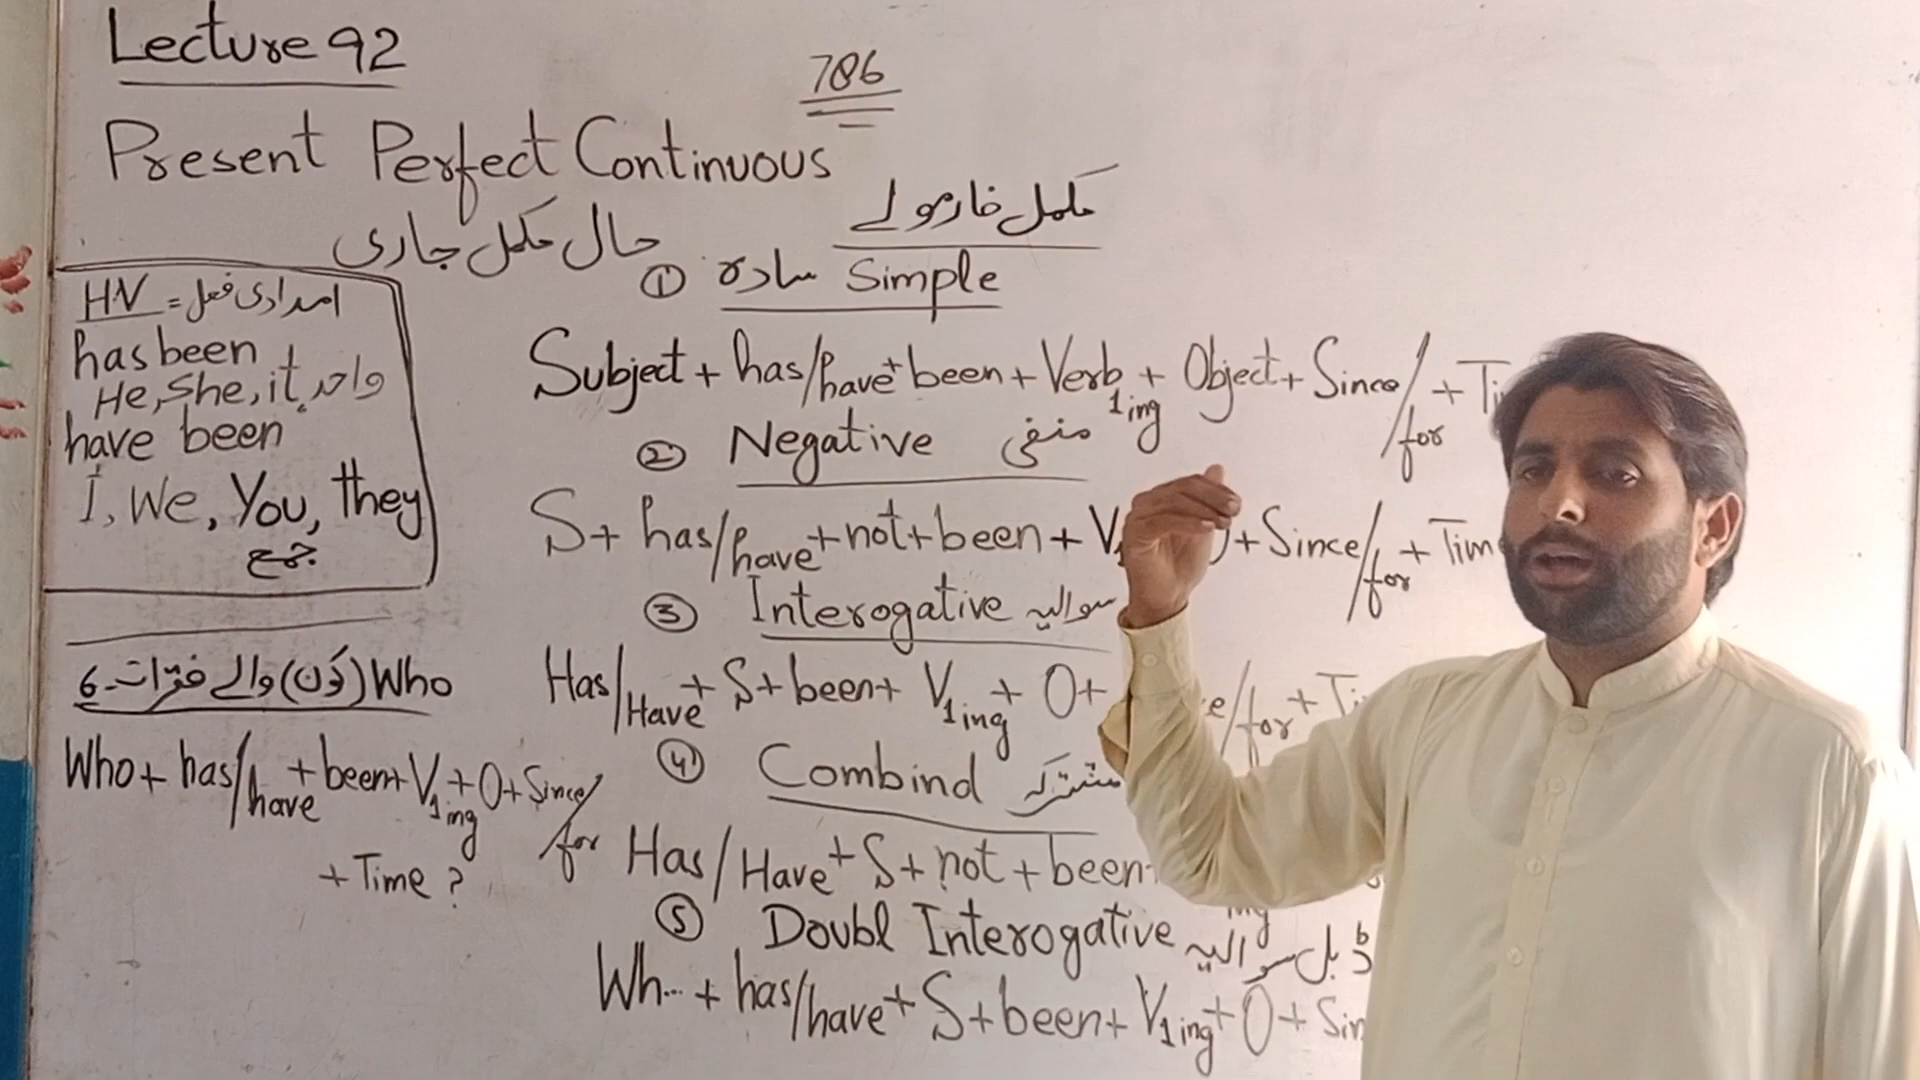 Lecture 92
786
Present Perfect Continuous
حال مکمل جاری
مکمل فارمولے
① سادہ Simple
Subject + has/have + been + Verb 1ing + Object + Since/for +
② Negative منفی
S + has/have + not + been + + Since/for +
③ Interogative سوالیہ
Has/Have + S + been + V1ing + O + /for +
④ Combind مشترکہ
Has/Have + S + not + been
⑤ Doubl Interogative ڈبل سوالیہ
Wh... + has/have + S + been + V1ing + O +
H.V = امدادی فعل
has been
He, She, it, واحد
have been
I, We, You, they
جمع
6۔ Who (کون) والے فقرات
Who + has/have + been + V1ing + O + Since/for
+ Time ?